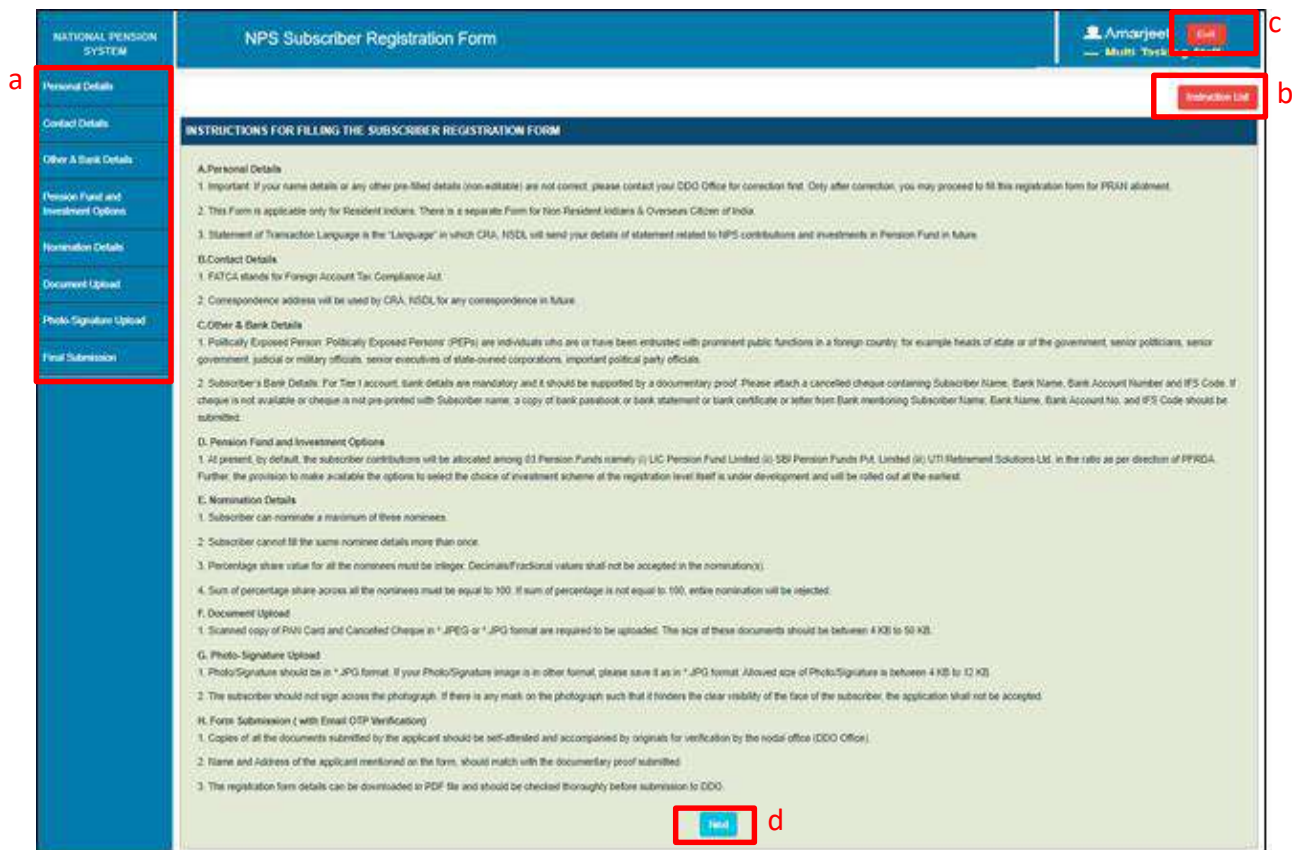 NATIONAL PENSION
SYSTEM
NPS Subscriber Registration Form
Amarjeet
Exit
Multi Tasking Staff
c
a
Personal Details
Contact Details
Other & Bank Details
Pension Fund and
Investment Options
Nomination Details
Document Upload
Photo-Signature Upload
Final Submission
Instruction List
b
INSTRUCTIONS FOR FILLING THE SUBSCRIBER REGISTRATION FORM
A.Personal Details
1. Important: If your name details or any other pre-filled details (non-editable) are not correct, please contact your DDO Office for correction first. Only after correction, you may proceed to fill this registration form for PRAN allotment.
2. This Form is applicable only for Resident Indians. There is a separate Form for Non Resident Indians & Overseas Citizen of India.
3. Statement of Transaction Language is the "Language" in which CRA, NSDL will send your details of statement related to NPS contributions and investments in Pension Fund in future.
B.Contact Details
1. FATCA stands for Foreign Account Tax Compliance Act.
2. Correspondence address will be used by CRA, NSDL for any correspondence in future.
C.Other & Bank Details
1. Politically Exposed Person: 'Politically Exposed Persons' (PEPs) are individuals who are or have been entrusted with prominent public functions in a foreign country, for example heads of state or of the government, senior politicians, senior
government, judicial or military officials, senior executives of state-owned corporations, important political party officials.
2. Subscriber's Bank Details: For Tier I account, bank details are mandatory and it should be supported by a documentary proof. Please attach a cancelled cheque containing Subscriber Name, Bank Name, Bank Account Number and IFS Code. If
cheque is not available or cheque is not pre-printed with Subscriber name, a copy of bank passbook or bank statement or bank certificate or letter from Bank mentioning Subscriber Name, Bank Name, Bank Account No. and IFS Code should be
submitted.
D. Pension Fund and Investment Options
1. At present, by default, the subscriber contributions will be allocated among 03 Pension Funds namely (i) LIC Pension Fund Limited (ii) SBI Pension Funds Pvt. Limited (iii) UTI Retirement Solutions Ltd. in the ratio as per direction of PFRDA.
Further, the provision to make available the options to select the choice of investment scheme at the registration level itself is under development and will be rolled out at the earliest.
E. Nomination Details
1. Subscriber can nominate a maximum of three nominees.
2. Subscriber cannot fill the same nominee details more than once.
3. Percentage share value for all the nominees must be integer. Decimals/Fractional values shall not be accepted in the nomination(s).
4. Sum of percentage share across all the nominees must be equal to 100. If sum of percentage is not equal to 100, entire nomination will be rejected.
F. Document Upload
1. Scanned copy of PAN Card and Cancelled Cheque in *.JPEG or *.JPG format are required to be uploaded. The size of these documents should be between 4 KB to 50 KB.
G. Photo-Signature Upload
1. Photo/Signature should be in *.JPG format. If your Photo/Signature image is in other format, please save it as in *.JPG format. Allowed size of Photo/Signature is between 4 KB to 12 KB
2. The subscriber should not sign across the photograph. If there is any mark on the photograph such that it hinders the clear visibility of the face of the subscriber, the application shall not be accepted.
H. Form Submission ( with Email OTP Verification)
1. Copies of all the documents submitted by the applicant should be self-attested and accompanied by originals for verification by the nodal office (DDO Office).
2. Name and Address of the applicant mentioned on the form, should match with the documentary proof submitted.
3. The registration form details can be downloaded in PDF file and should be checked thoroughly before submission to DDO.
Next
d